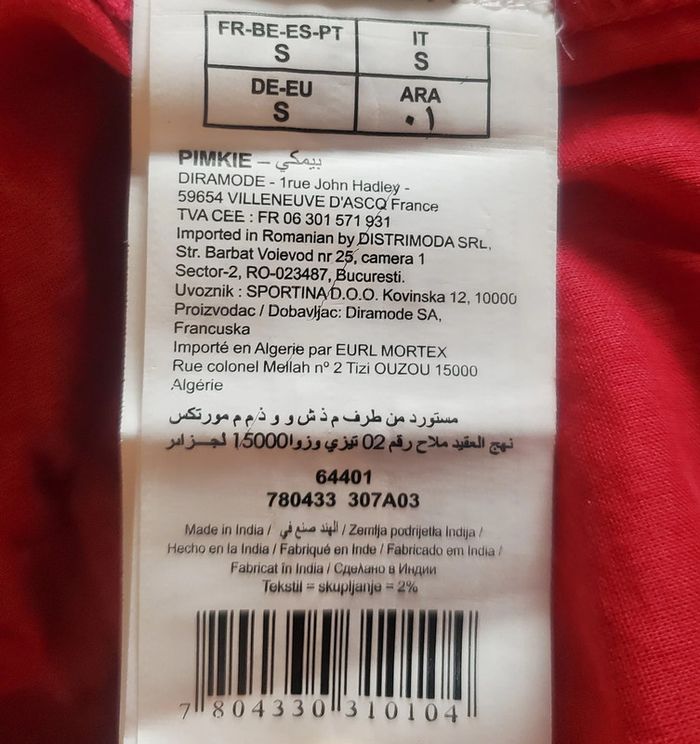 FR-BE-ES-PT
S
IT
S
DE-EU
S
ARA
٠١
PIMKIE – بيمكي
DIRAMODE - 1rue John Hadley -
59654 VILLENEUVE D'ASCQ France
TVA CEE : FR 06 301 571 931
Imported in Romanian by DISTRIMODA SRL,
Str. Barbat Voievod nr 25, camera 1
Sector-2, RO-023487, Bucuresti.
Uvoznik : SPORTINA D.O.O. Kovinska 12, 10000
Proizvodac / Dobavljac: Diramode SA,
Francuska
Importé en Algerie par EURL MORTEX
Rue colonel Mellah nº 2 Tizi OUZOU 15000
Algérie
مستورد من طرف م ذ ش و و ذ م م مورتكس
نهج العقيد ملاح رقم 02 تيزي وزوا15000 لجزائر
64401
780433 307A03
Made in India / الهند صنع في / Zemlja podrijetla Indija /
Hecho en la India / Fabriqué en Inde / Fabricado em India /
Fabricat în India / Сделано в Индии
Tekstil = skupljanje = 2%
7 804330 310104